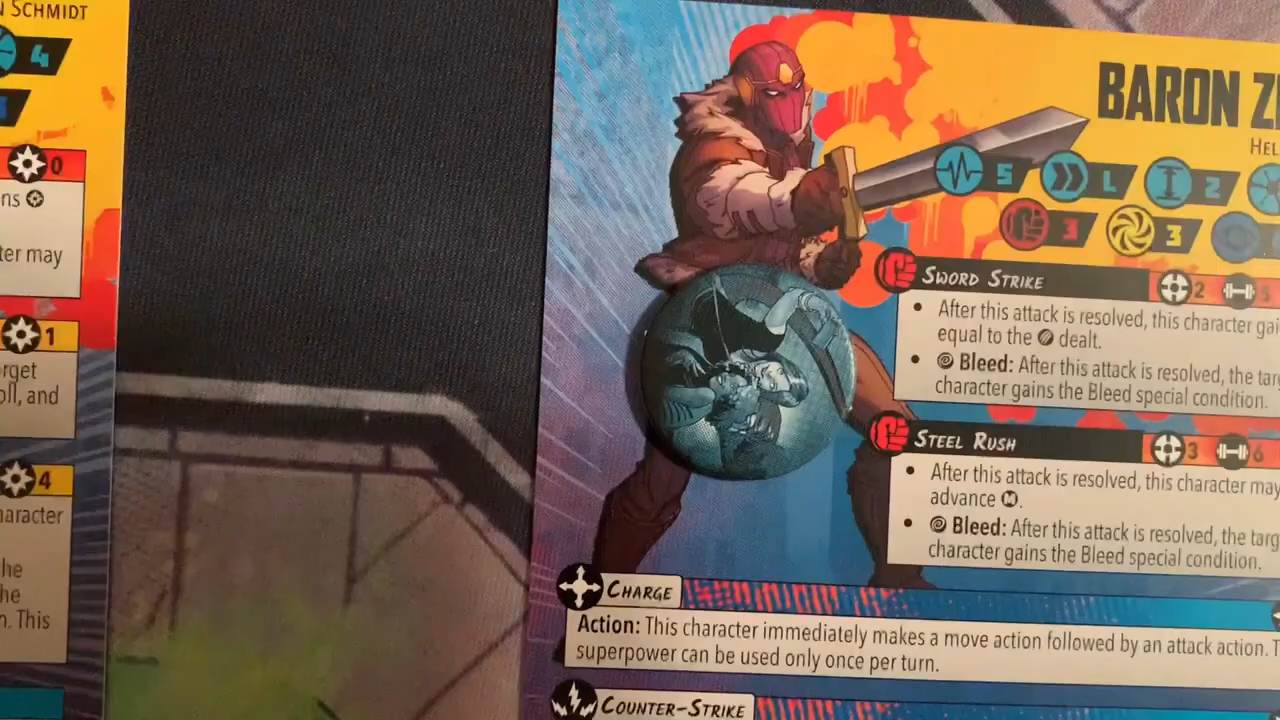 SCHMIDT
4
0
ons
ter may
1
rget
oll, and
4
haracter
he
he
n. This
BARON Z
HEL
5 L 2
3 3
SWORD STRIKE 2 5
• After this attack is resolved, this character ga
equal to the dealt.
• Bleed: After this attack is resolved, the targ
character gains the Bleed special condition.
STEEL RUSH 3 6
• After this attack is resolved, this character may
advance M.
• Bleed: After this attack is resolved, the targ
character gains the Bleed special condition.
CHARGE
Action: This character immediately makes a move action followed by an attack action. T
superpower can be used only once per turn.
COUNTER-STRIKE